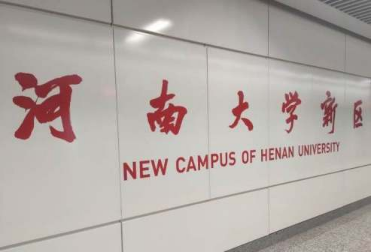 河南大学新区
NEW CAMPUS OF HENAN UNIVERSITY